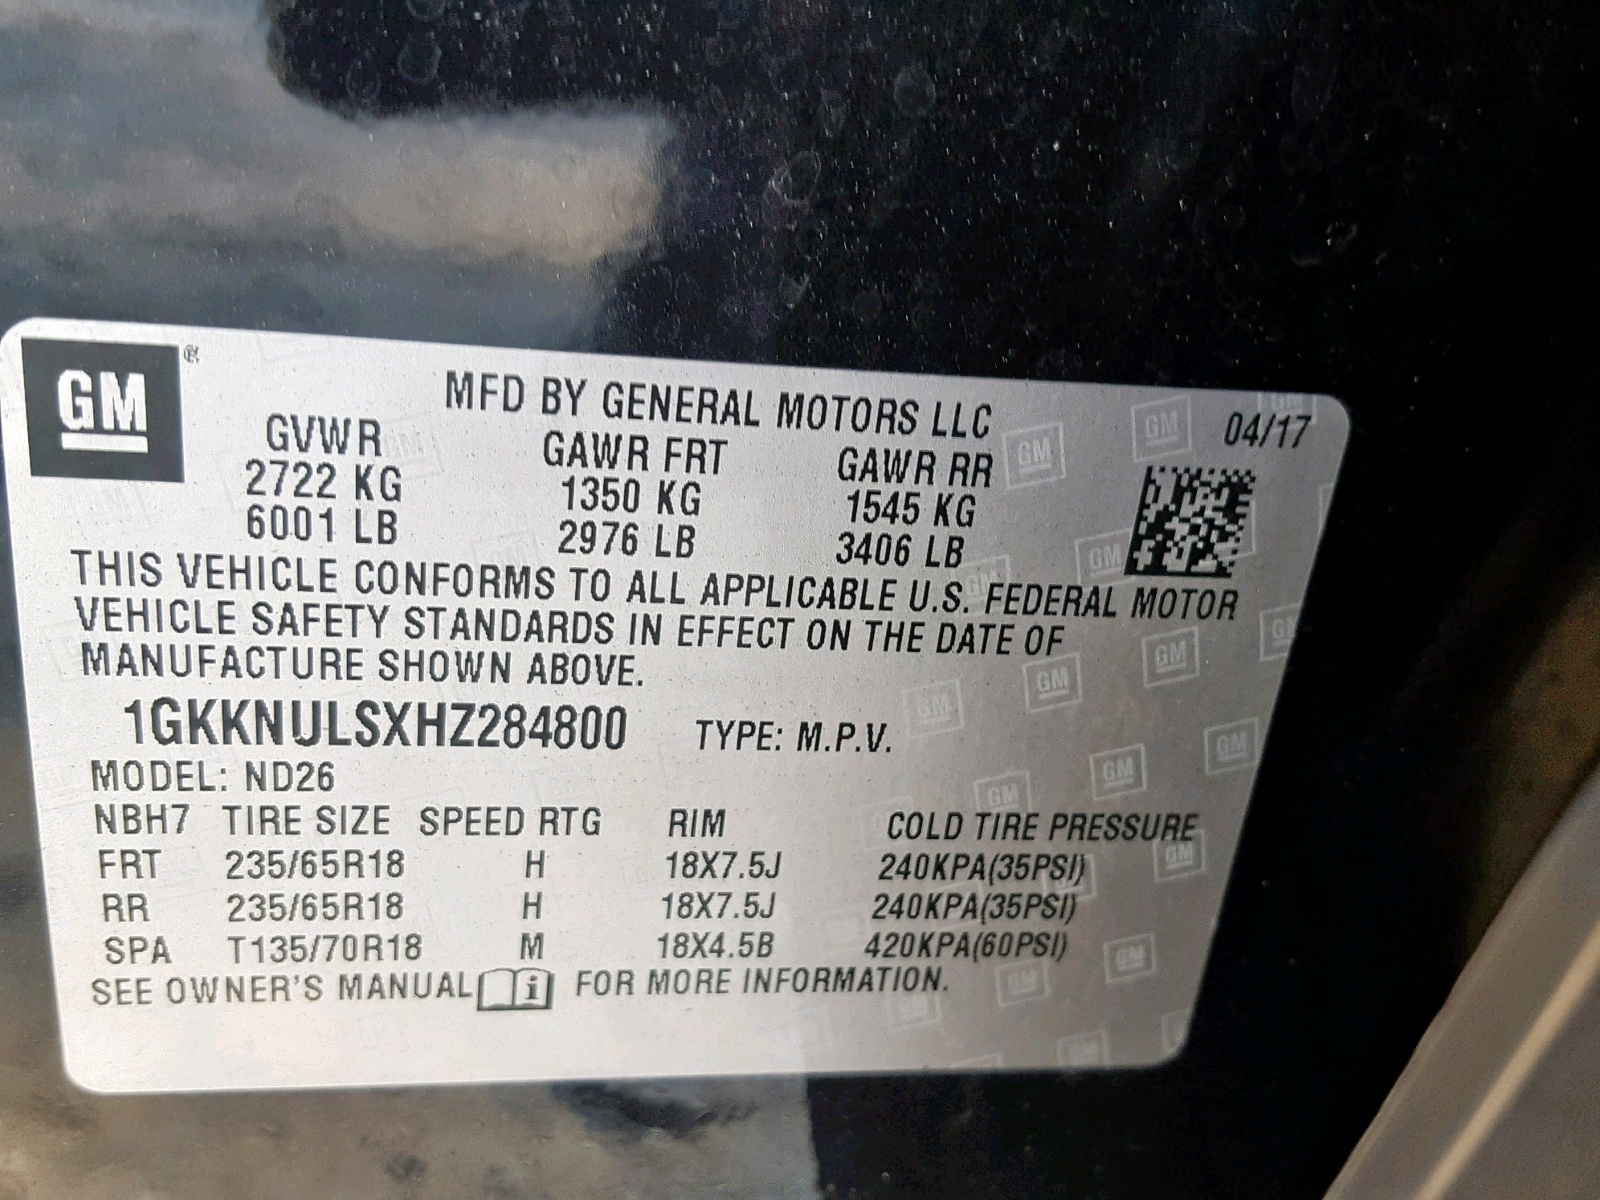 GM
MFD BY GENERAL MOTORS LLC 04/17
GVWR GAWR FRT GAWR RR
2722 KG 1350 KG 1545 KG
6001 LB 2976 LB 3406 LB
THIS VEHICLE CONFORMS TO ALL APPLICABLE U.S. FEDERAL MOTOR
VEHICLE SAFETY STANDARDS IN EFFECT ON THE DATE OF
MANUFACTURE SHOWN ABOVE.
1GKKNULSXHZ284800 TYPE: M.P.V.
MODEL: ND26
NBH7 TIRE SIZE SPEED RTG RIM COLD TIRE PRESSURE
FRT 235/65R18 H 18X7.5J 240KPA(35PSI)
RR 235/65R18 H 18X7.5J 240KPA(35PSI)
SPA T135/70R18 M 18X4.5B 420KPA(60PSI)
SEE OWNER'S MANUAL i FOR MORE INFORMATION.